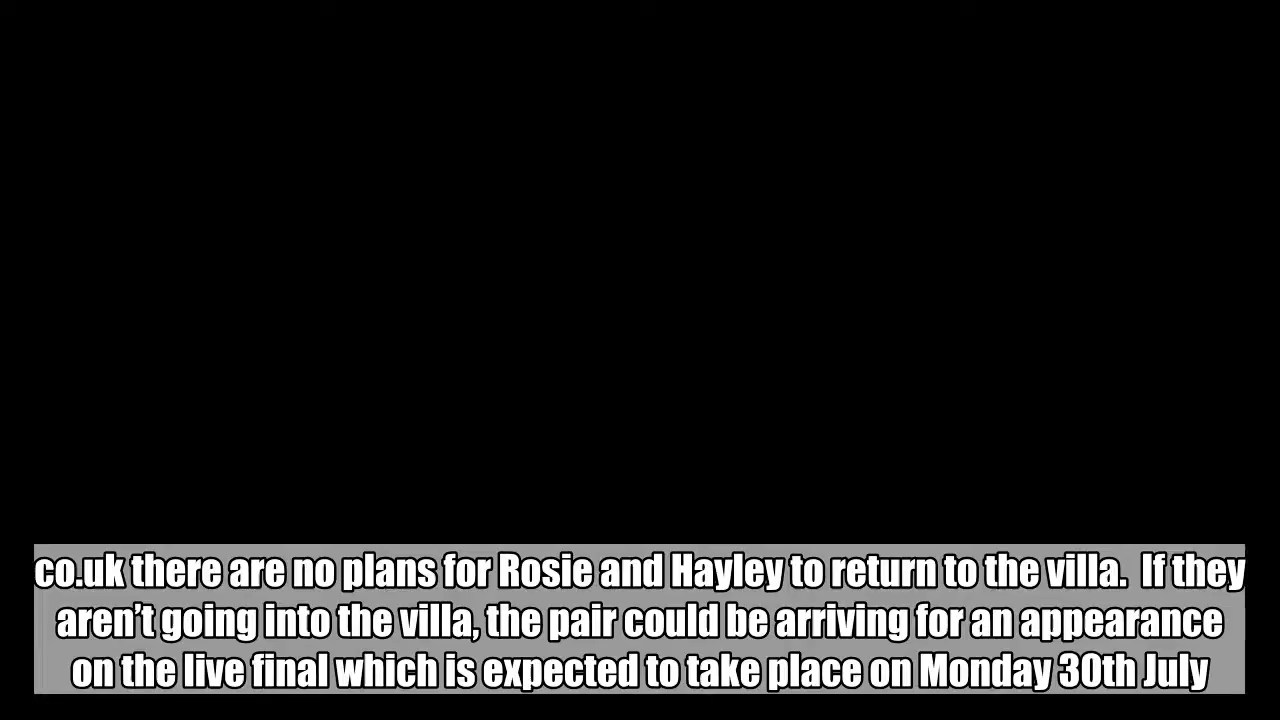 co.uk there are no plans for Rosie and Hayley to return to the villa.  If they
aren’t going into the villa, the pair could be arriving for an appearance
on the live final which is expected to take place on Monday 30th July